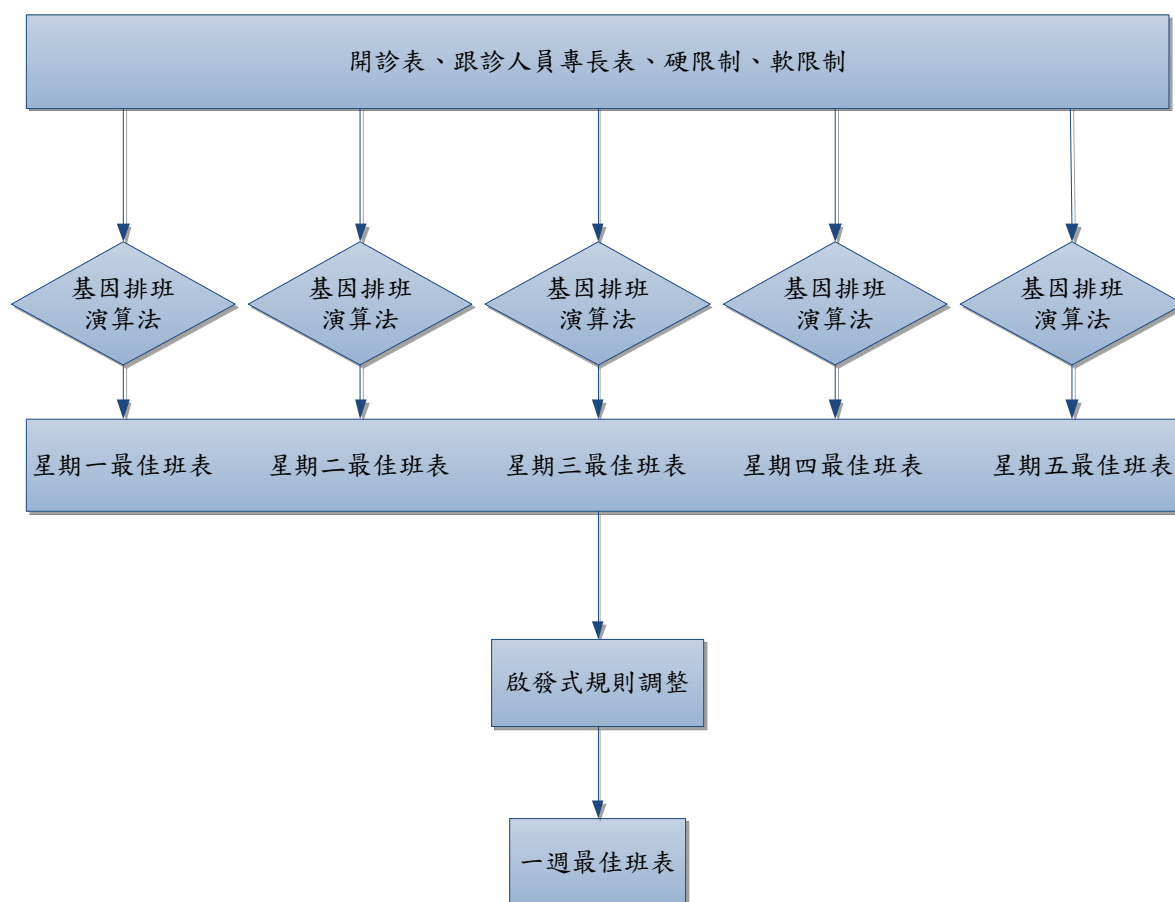 開診表、跟診人員專長表、硬限制、軟限制
基因排班
演算法
基因排班
演算法
基因排班
演算法
基因排班
演算法
基因排班
演算法
星期一最佳班表
星期二最佳班表
星期三最佳班表
星期四最佳班表
星期五最佳班表
啟發式規則調整
一週最佳班表